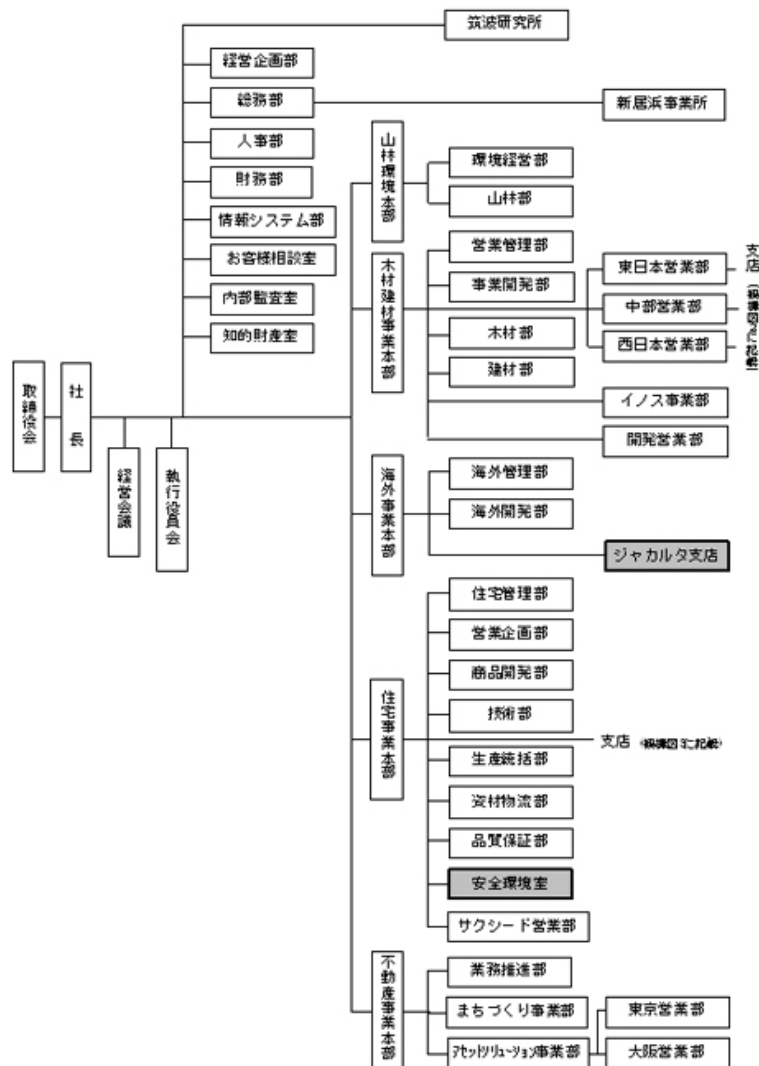 筑波研究所
経営企画部
総務部
新居浜事業所
人事部
財務部
情報システム部
お客様相談室
内部監査室
知的財産室
取締役会
社長
経営会議
執行役員会
山林環境本部
環境経営部
山林部
木材建材事業本部
営業管理部
事業開発部
木材部
建材部
東日本営業部
中部営業部
西日本営業部
支店
イノス事業部
開発営業部
海外事業本部
海外管理部
海外開発部
ジャカルタ支店
住宅事業本部
住宅管理部
営業企画部
商品開発部
技術部
支店
生産統括部
資材物流部
品質保証部
安全環境室
サクシード営業部
不動産事業本部
業務推進部
まちづくり事業部
アセットソリューション事業部
東京営業部
大阪営業部